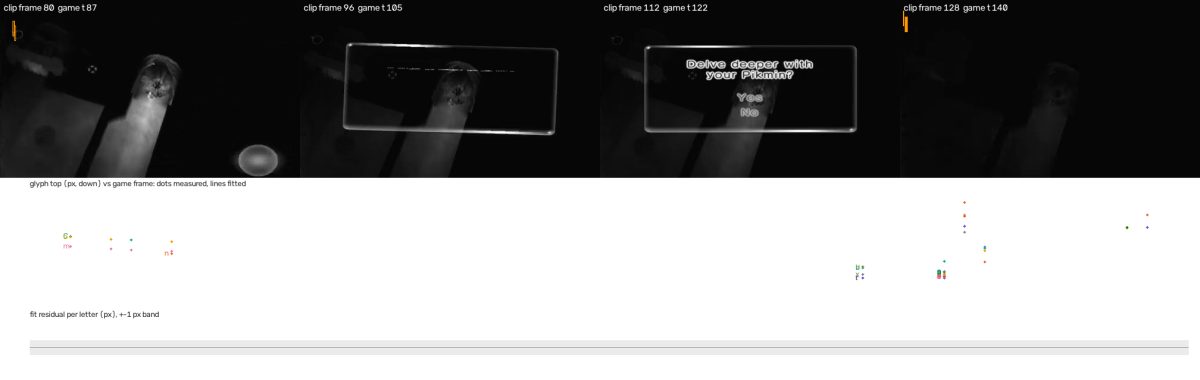 clip frame 80 game t 87
clip frame 96 game t 105
clip frame 112 game t 122
clip frame 128 game t 140
Delve deeper with
your Pikmin?
Yes
No
glyph top (px, down) vs game frame: dots measured, lines fitted
G
m
n
fit residual per letter (px), +-1 px band